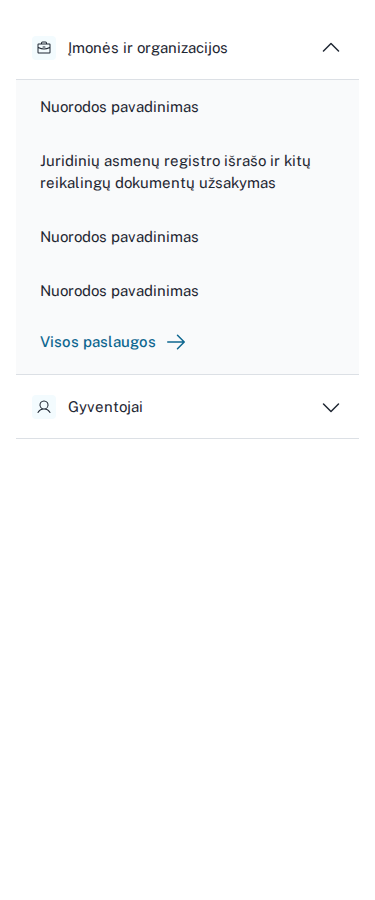 Įmonės ir organizacijos
Nuorodos pavadinimas
Juridinių asmenų registro išrašo ir kitų
reikalingų dokumentų užsakymas
Nuorodos pavadinimas
Nuorodos pavadinimas
Visos paslaugos
Gyventojai